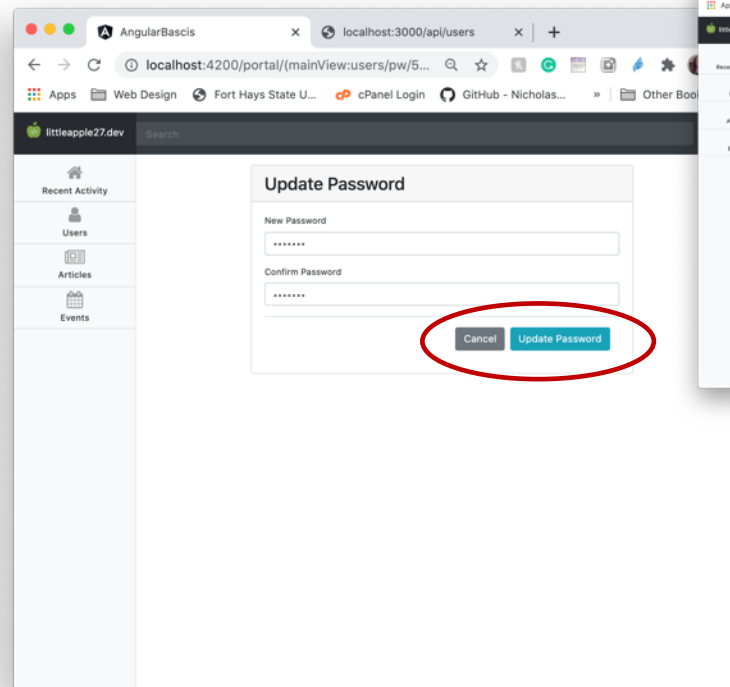 AngularBascis × localhost:3000/api/users × +
localhost:4200/portal/(mainView:users/pw/5...
Apps Web Design Fort Hays State U... cPanel Login GitHub - Nicholas... » Other Boo
littleapple27.dev Search
Recent Activity
Users
Articles
Events
Update Password
New Password
•••••••
Confirm Password
•••••••
Cancel Update Password